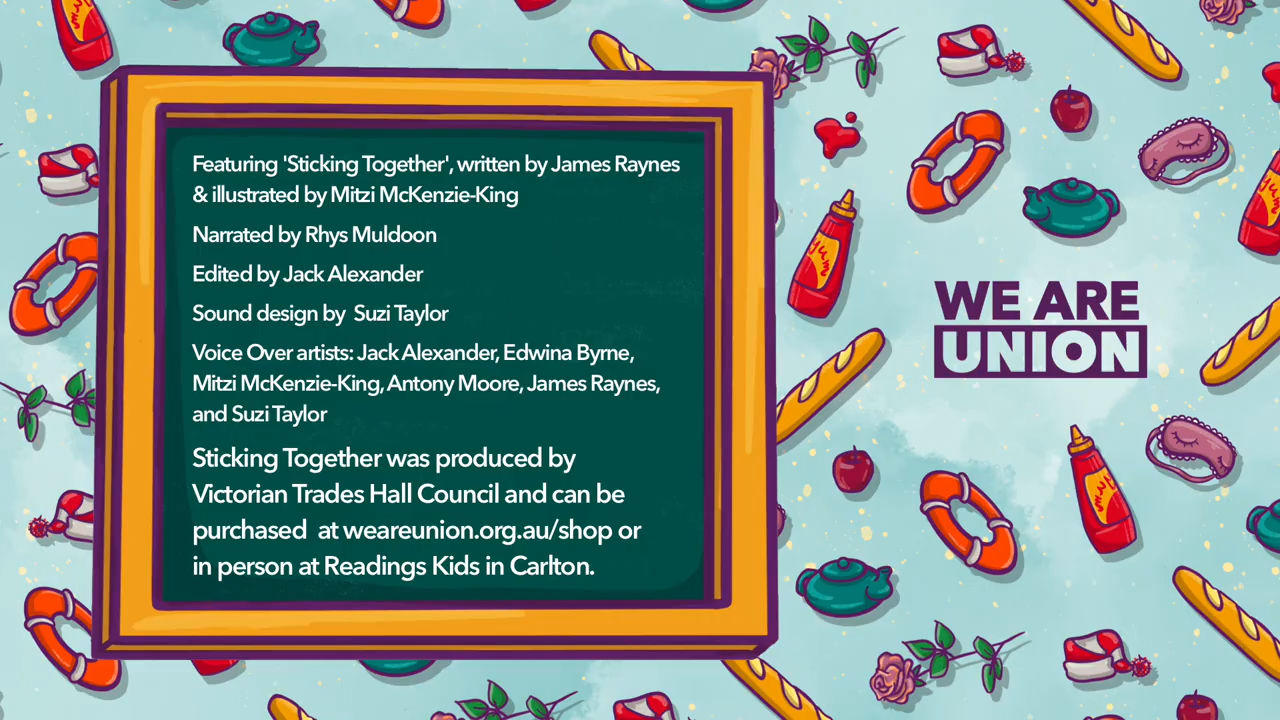 Featuring 'Sticking Together', written by James Raynes
& illustrated by Mitzi McKenzie-King
Narrated by Rhys Muldoon
Edited by Jack Alexander
Sound design by  Suzi Taylor
Voice Over artists: Jack Alexander, Edwina Byrne,
Mitzi McKenzie-King, Antony Moore, James Raynes,
and Suzi Taylor
Sticking Together was produced by
Victorian Trades Hall Council and can be
purchased  at weareunion.org.au/shop or
in person at Readings Kids in Carlton.
WE ARE
UNION
yum
yum